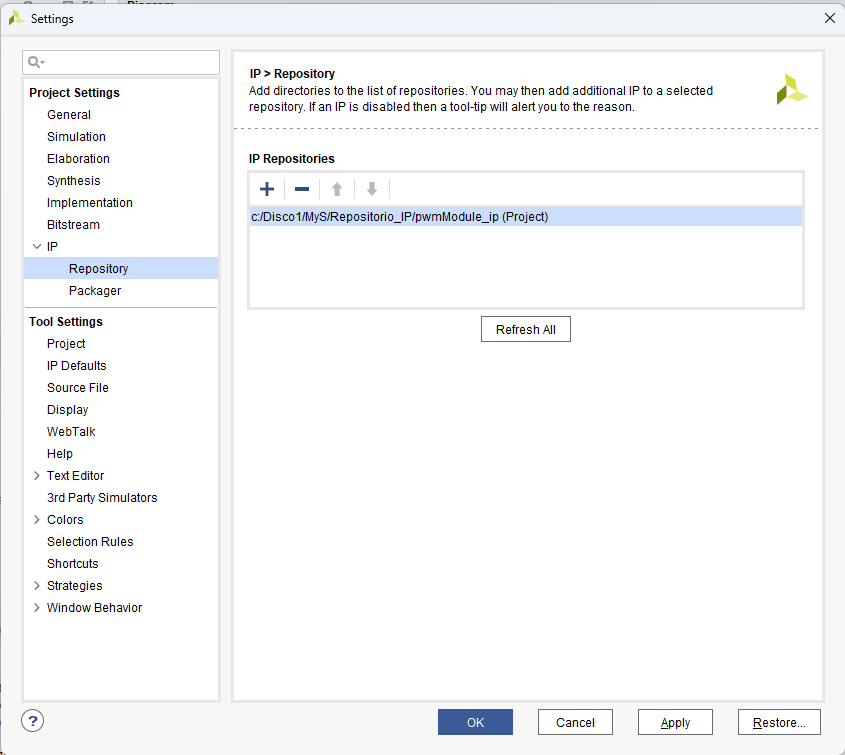 Settings
Project Settings
General
Simulation
Elaboration
Synthesis
Implementation
Bitstream
IP
Repository
Packager
Tool Settings
Project
IP Defaults
Source File
Display
WebTalk
Help
Text Editor
3rd Party Simulators
Colors
Selection Rules
Shortcuts
Strategies
Window Behavior
IP > Repository
Add directories to the list of repositories. You may then add additional IP to a selected
repository. If an IP is disabled then a tool-tip will alert you to the reason.
IP Repositories
c:/Disco1/MyS/Repositorio_IP/pwmModule_ip (Project)
Refresh All
?
OK
Cancel
Apply
Restore...